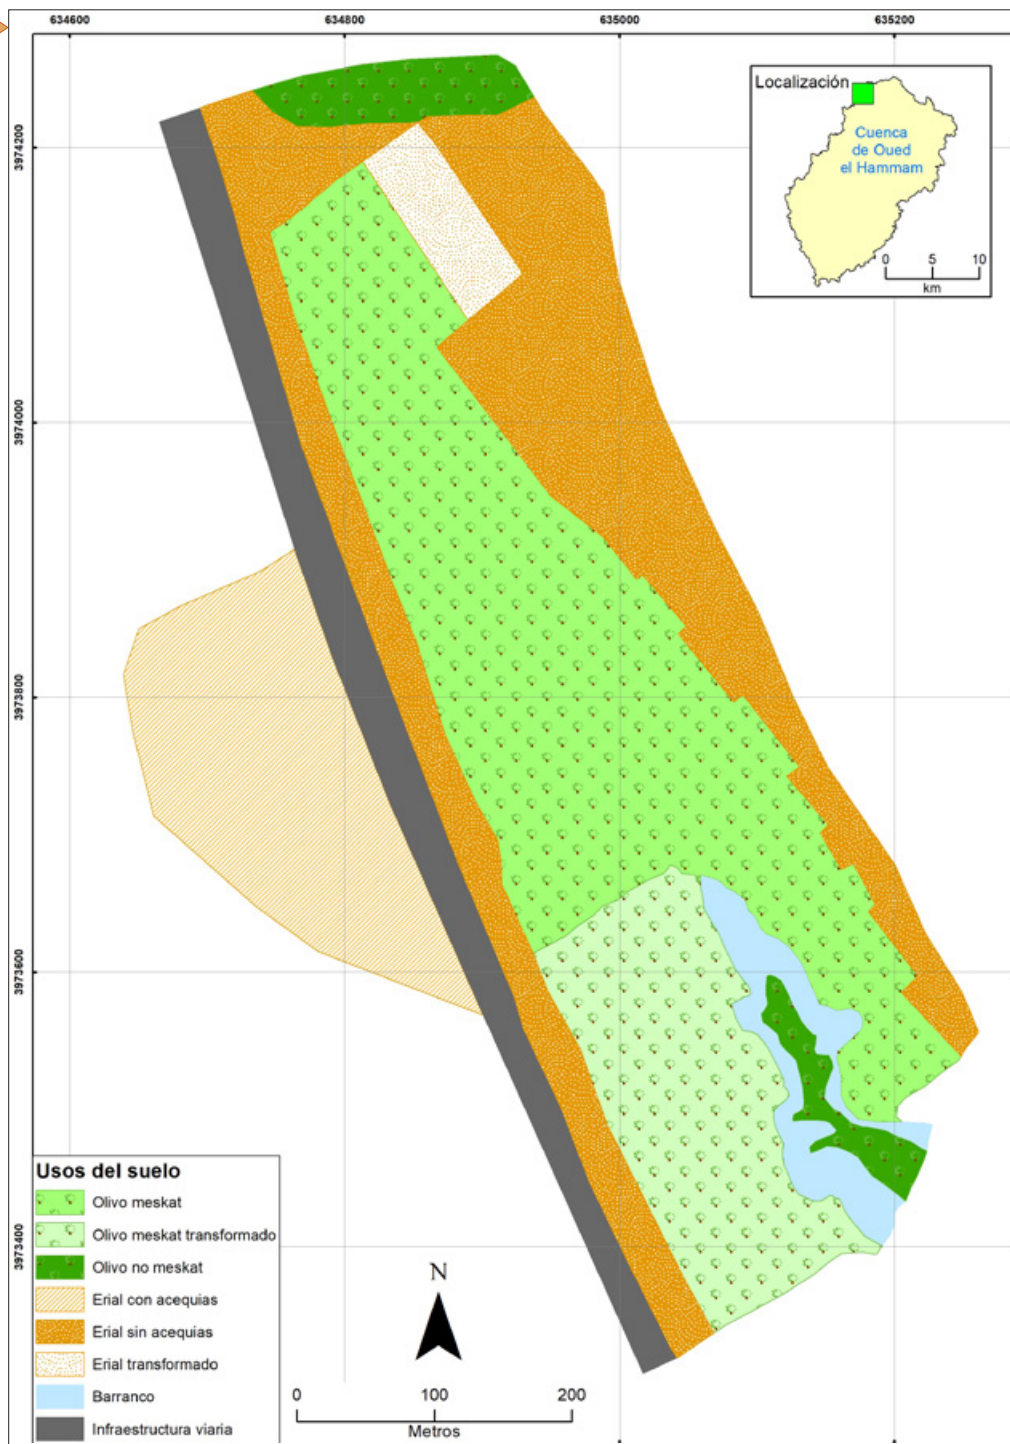 634600
634800
635000
635200
3974200
3974000
3973800
3973600
3973400
Localización
Cuenca
de Oued
el Hammam
0 5 10
km
Usos del suelo
Olivo meskat
Olivo meskat transformado
Olivo no meskat
Erial con acequias
Erial sin acequias
Erial transformado
Barranco
Infraestructura viaria
N
0 100 200
Metros